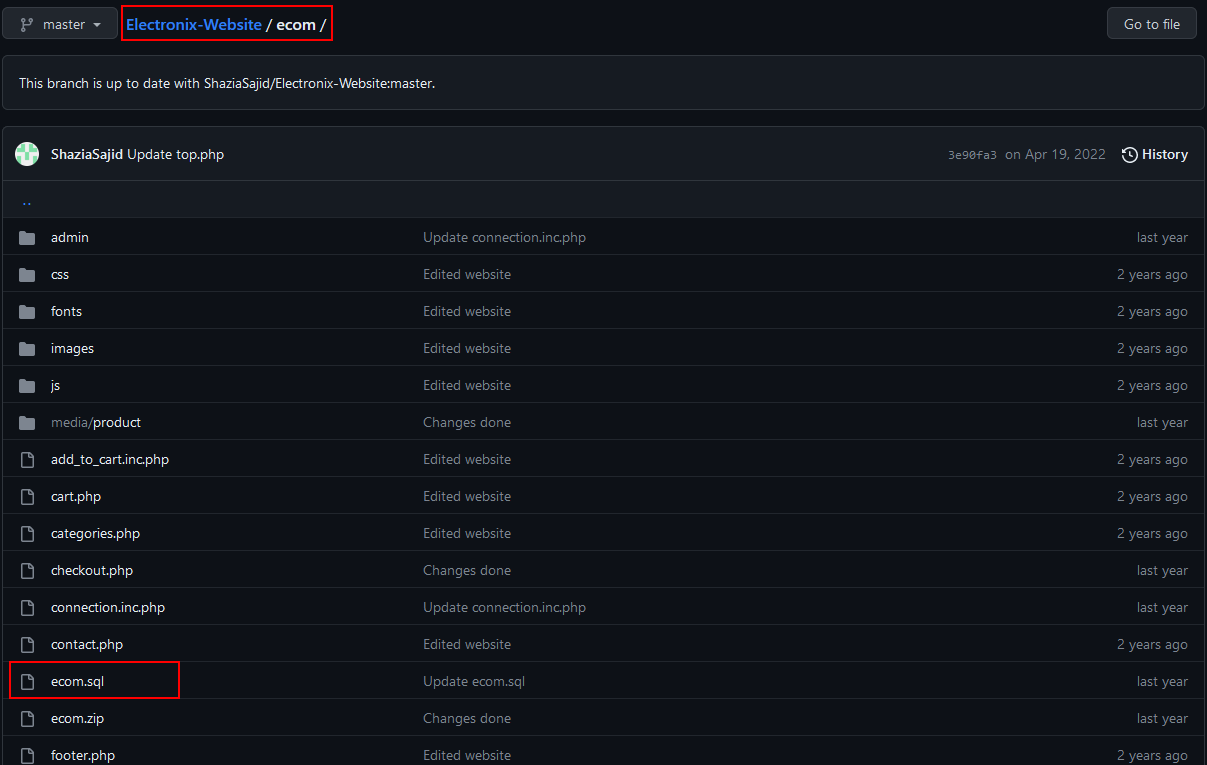 master Electronix-Website / ecom / Go to file
This branch is up to date with ShaziaSajid/Electronix-Website:master.
ShaziaSajid Update top.php 3e90fa3 on Apr 19, 2022 History
..
admin Update connection.inc.php last year
css Edited website 2 years ago
fonts Edited website 2 years ago
images Edited website 2 years ago
js Edited website 2 years ago
media/product Changes done last year
add_to_cart.inc.php Edited website 2 years ago
cart.php Edited website 2 years ago
categories.php Edited website 2 years ago
checkout.php Changes done last year
connection.inc.php Update connection.inc.php last year
contact.php Edited website 2 years ago
ecom.sql Update ecom.sql last year
ecom.zip Changes done last year
footer.php Edited website 2 years ago